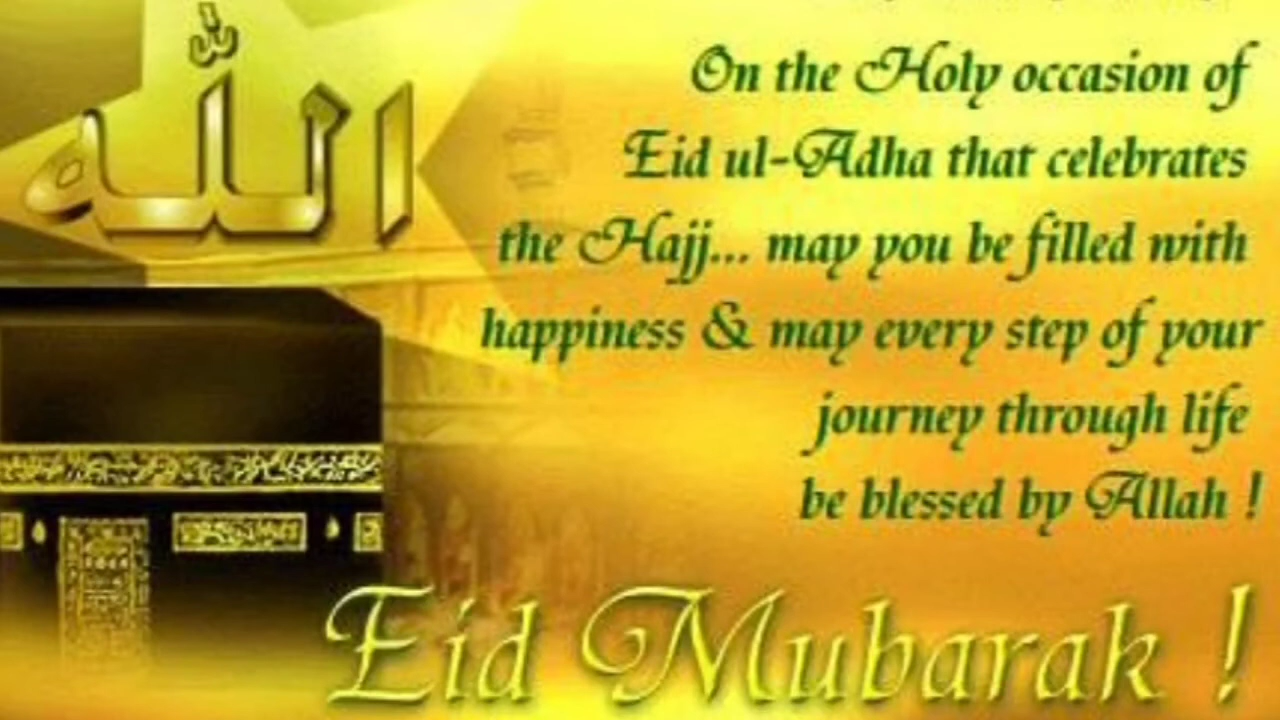 الله
On the Holy occasion of
Eid ul-Adha that celebrates
the Hajj... may you be filled with
happiness & may every step of your
journey through life
be blessed by Allah !
Eid Mubarak !